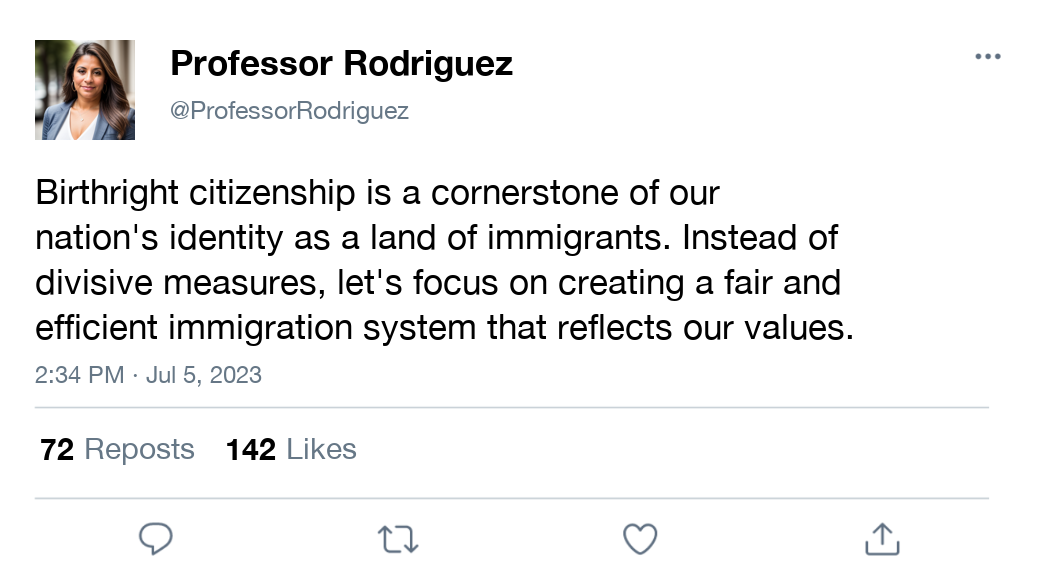 Professor Rodriguez
@ProfessorRodriguez
Birthright citizenship is a cornerstone of our
nation's identity as a land of immigrants. Instead of
divisive measures, let's focus on creating a fair and
efficient immigration system that reflects our values.
2:34 PM · Jul 5, 2023
72 Reposts 142 Likes